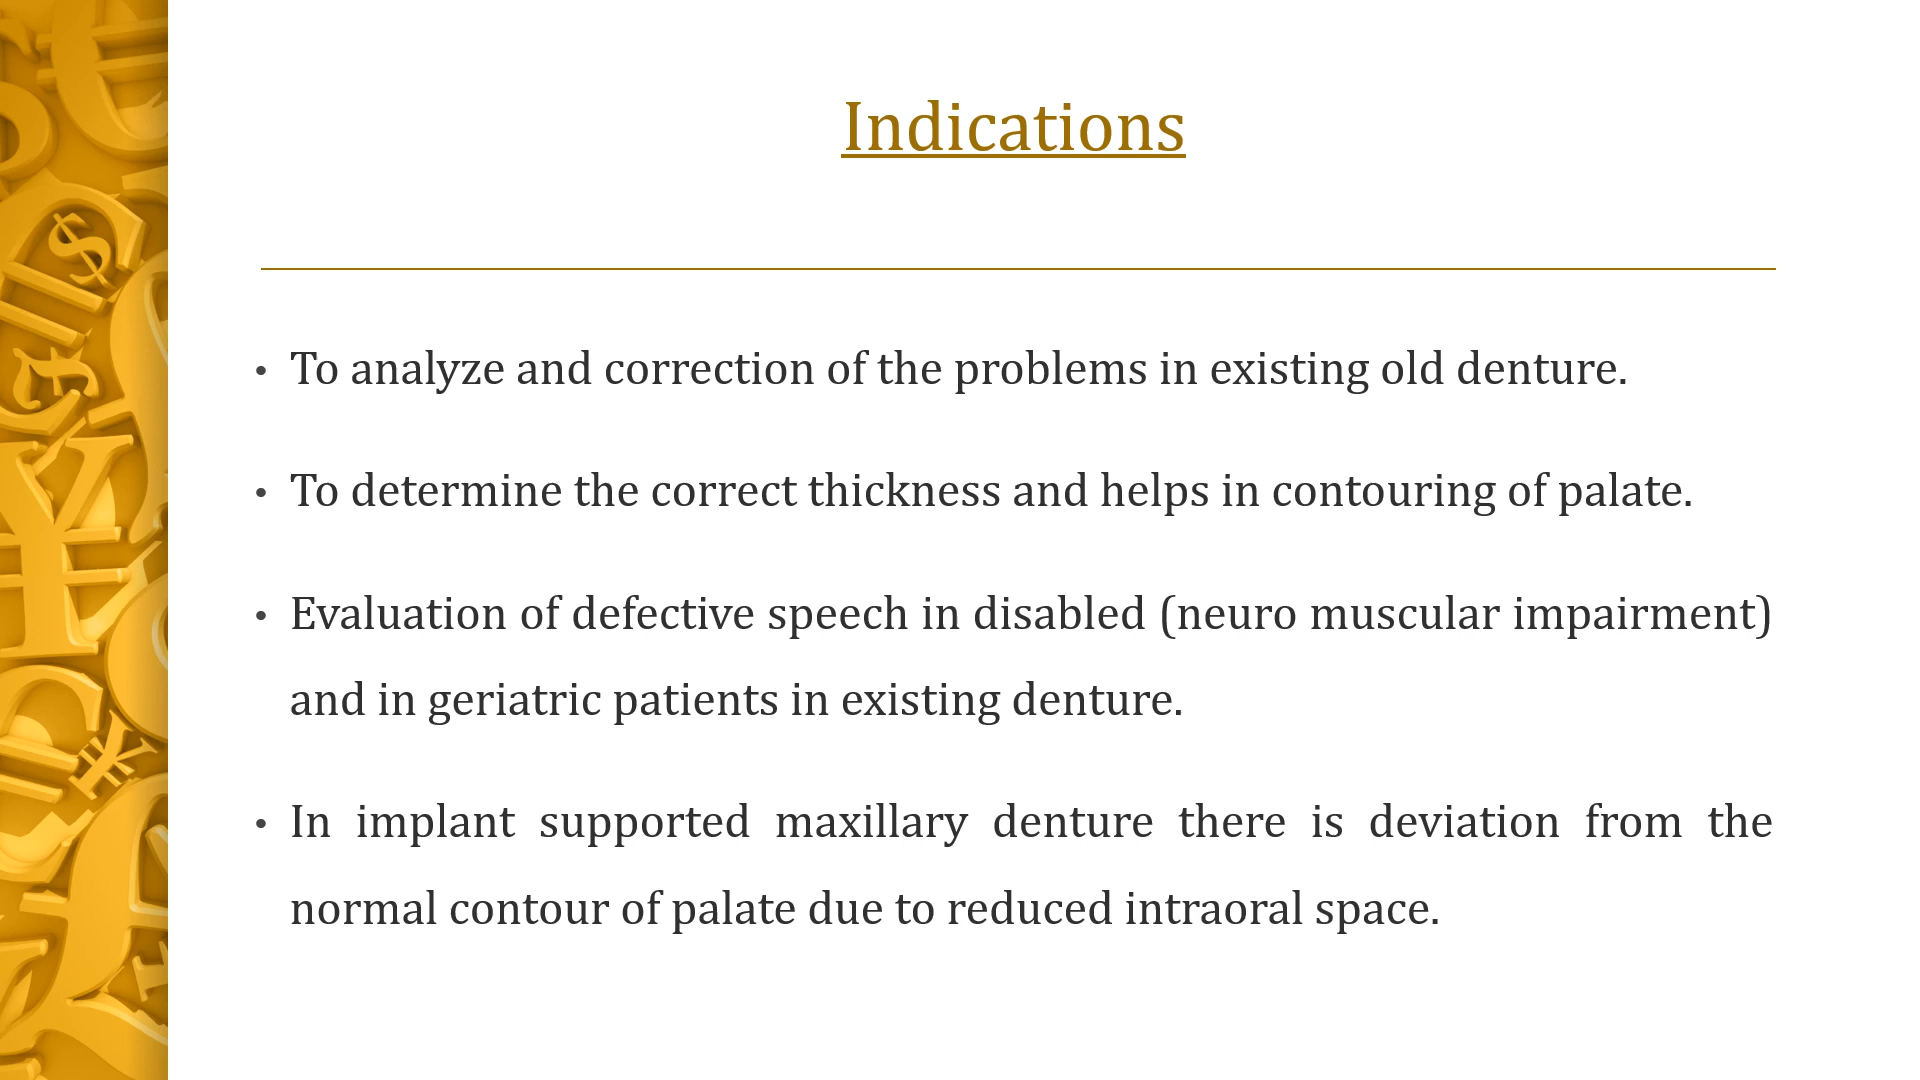 Indications
• To analyze and correction of the problems in existing old denture.
• To determine the correct thickness and helps in contouring of palate.
• Evaluation of defective speech in disabled (neuro muscular impairment)
and in geriatric patients in existing denture.
• In implant supported maxillary denture there is deviation from the
normal contour of palate due to reduced intraoral space.